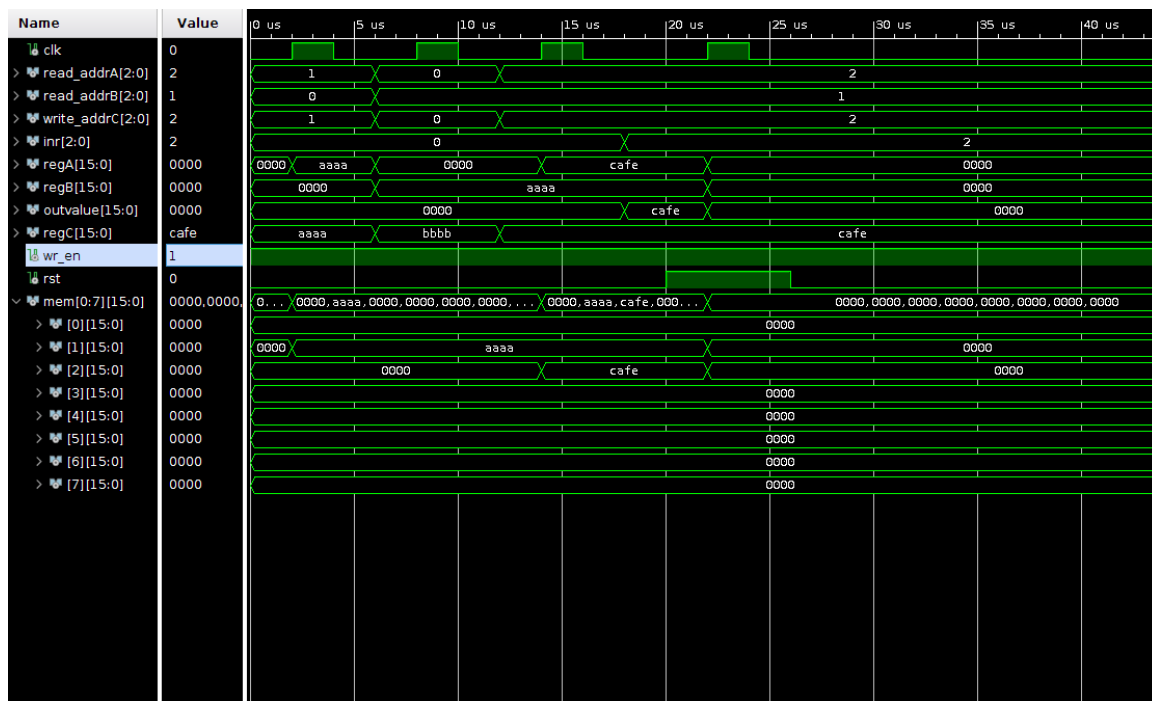 Name Value 0 us 5 us 10 us 15 us 20 us 25 us 30 us 35 us 40 us
clk 0
read_addrA[2:0] 2 1 0 2
read_addrB[2:0] 1 0 1
write_addrC[2:0] 2 1 0 2
inr[2:0] 2 0 2
regA[15:0] 0000 0000 aaaa 0000 cafe 0000
regB[15:0] 0000 0000 aaaa 0000
outvalue[15:0] 0000 0000 cafe 0000
regC[15:0] cafe aaaa bbbb cafe
wr_en 1
rst 0
mem[0:7][15:0] 0000,0000, 0... 0000,aaaa,0000,0000,0000,0000,... 0000,aaaa,cafe,000... 0000,0000,0000,0000,0000,0000,0000,0000
[0][15:0] 0000 0000
[1][15:0] 0000 0000 aaaa 0000
[2][15:0] 0000 0000 cafe 0000
[3][15:0] 0000 0000
[4][15:0] 0000 0000
[5][15:0] 0000 0000
[6][15:0] 0000 0000
[7][15:0] 0000 0000